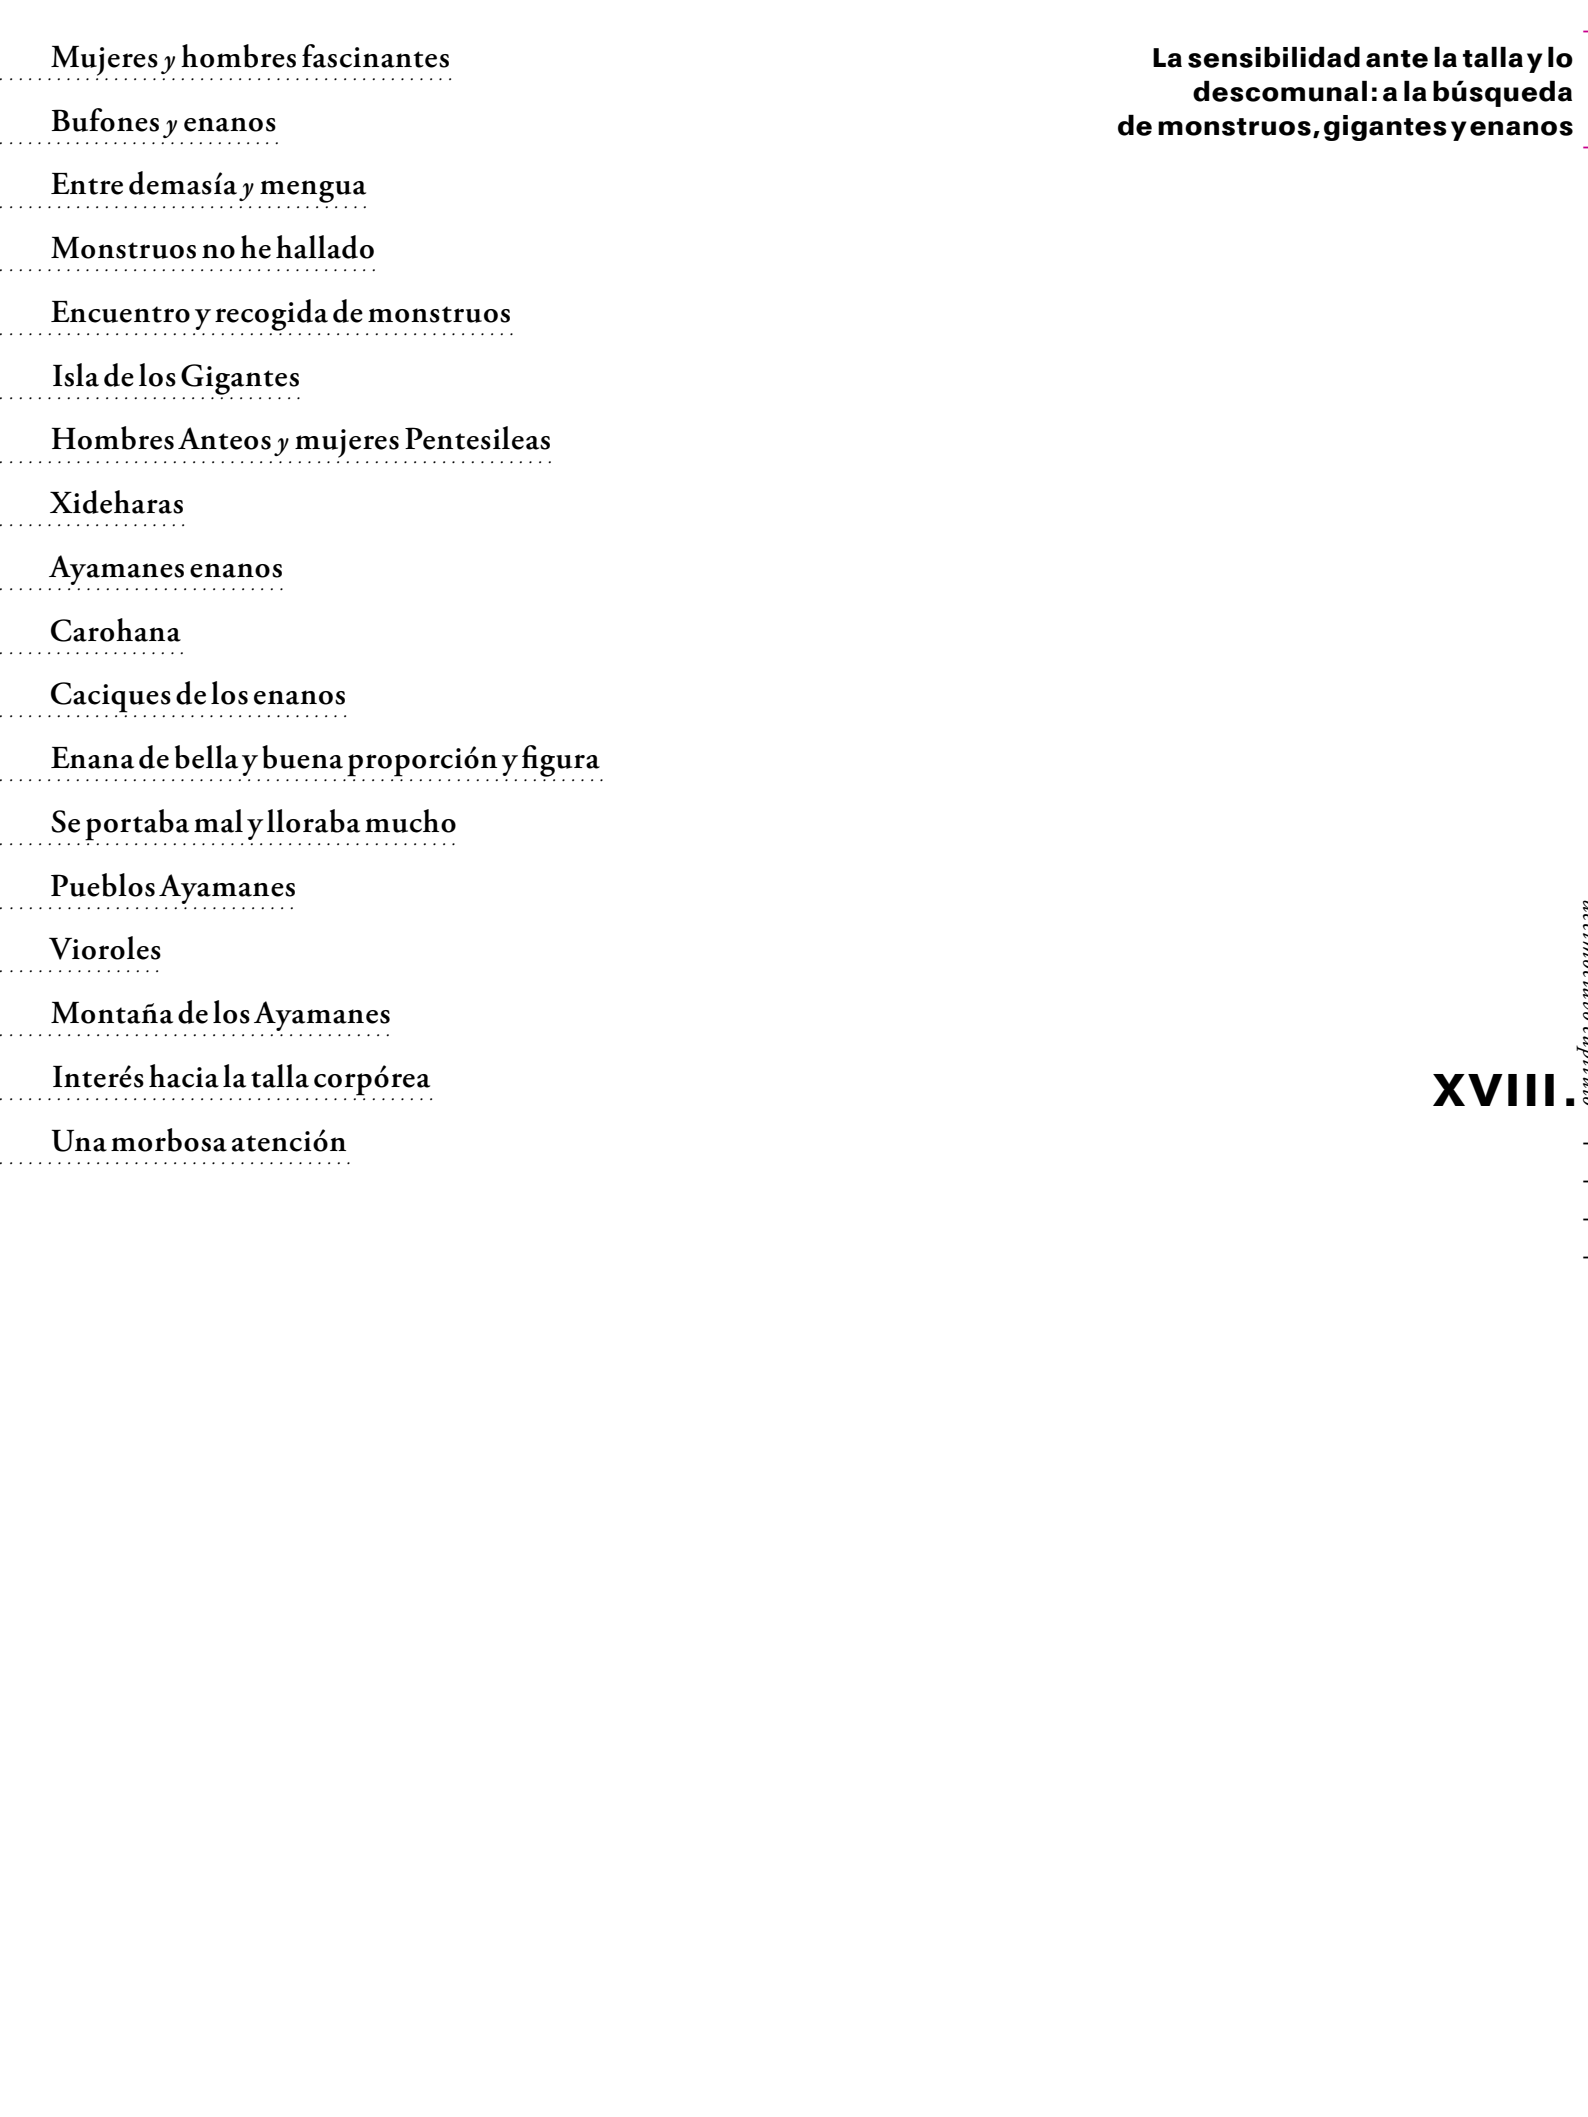 Mujeres y hombres fascinantes
Bufones y enanos
Entre demasía y mengua
Monstruos no he hallado
Encuentro y recogida de monstruos
Isla de los Gigantes
Hombres Anteos y mujeres Pentesileas
Xideharas
Ayamanes enanos
Carohana
Caciques de los enanos
Enana de bella y buena proporción y figura
Se portaba mal y lloraba mucho
Pueblos Ayamanes
Vioroles
Montaña de los Ayamanes
Interés hacia la talla corpórea
Una morbosa atención
La sensibilidad ante la talla y lo
descomunal: a la búsqueda
de monstruos, gigantes y enanos
XVIII.